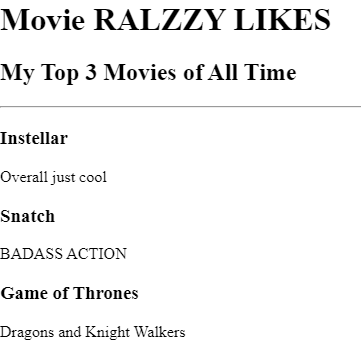 Movie RALZZY LIKES
My Top 3 Movies of All Time
Instellar
Overall just cool
Snatch
BADASS ACTION
Game of Thrones
Dragons and Knight Walkers